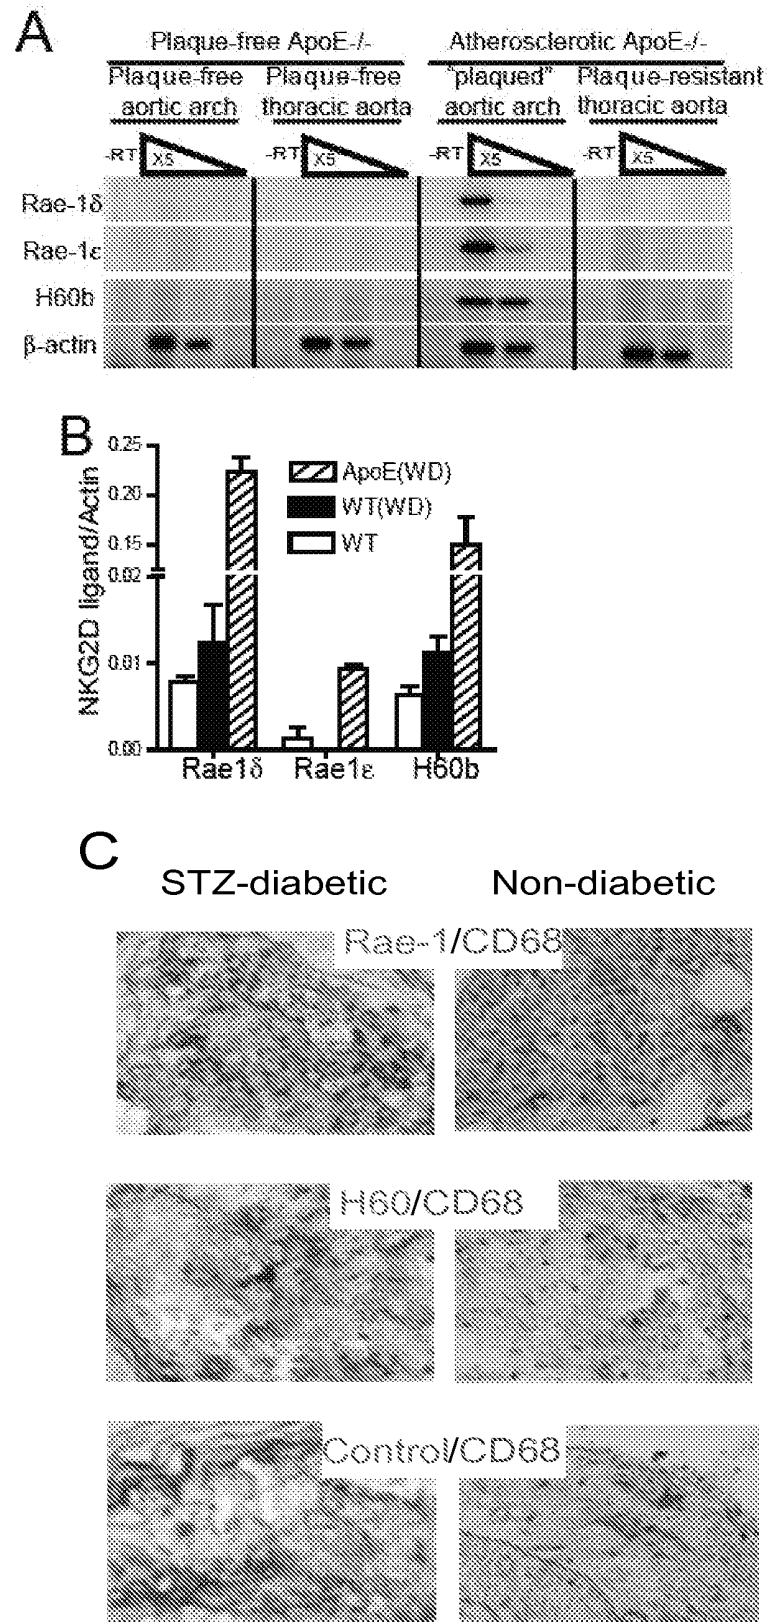 A
Plaque-free ApoE-/- Atherosclerotic ApoE-/-
Plaque-free aortic arch Plaque-free thoracic aorta "plaqued" aortic arch Plaque-resistant thoracic aorta
-RT X5 -RT X5 -RT X5 -RT X5
Rae-1δ
Rae-1ε
H60b
β-actin
B
NKG2D ligand/Actin
0.25
0.20
0.15
0.02
0.01
0.00
ApoE(WD)
WT(WD)
WT
Rae1δ Rae1ε H60b
C
STZ-diabetic Non-diabetic
Rae-1/CD68
H60/CD68
Control/CD68